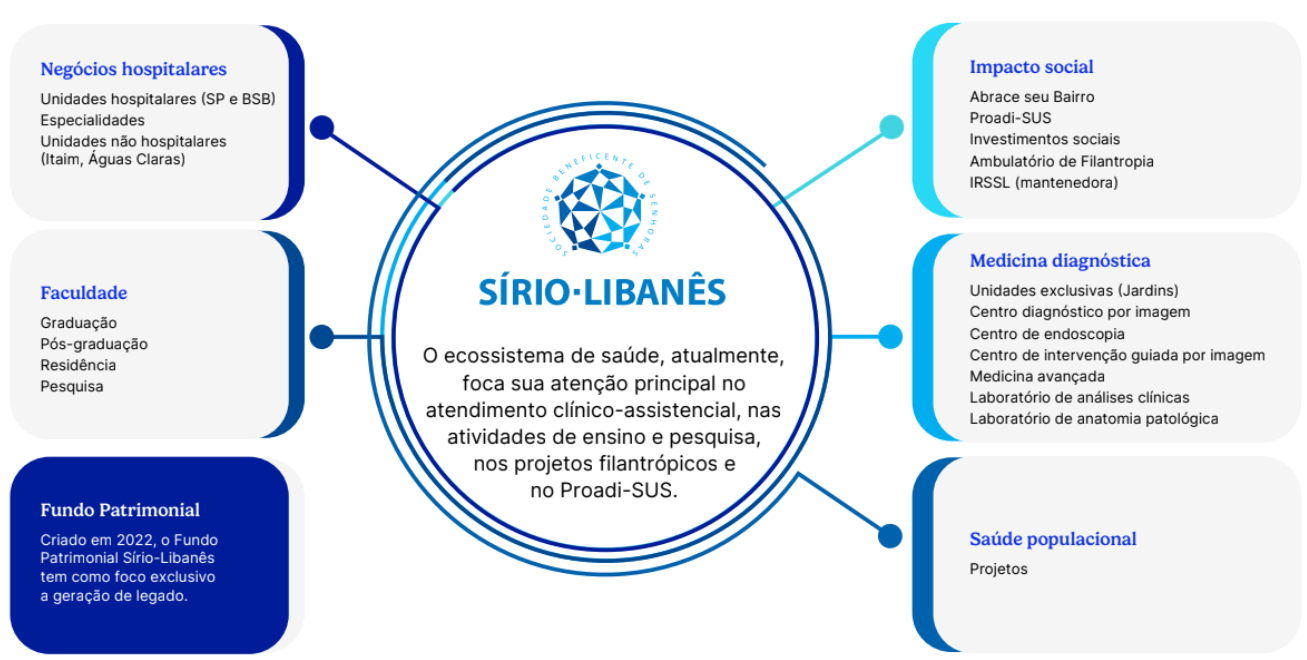 Negócios hospitalares
Unidades hospitalares (SP e BSB)
Especialidades
Unidades não hospitalares
(Itaim, Águas Claras)
Faculdade
Graduação
Pós-graduação
Residência
Pesquisa
Fundo Patrimonial
Criado em 2022, o Fundo
Patrimonial Sírio-Libanês
tem como foco exclusivo
a geração de legado.
SOCIEDADE BENEFICENTE DE SENHORAS
SÍRIO·LIBANÊS
O ecossistema de saúde, atualmente,
foca sua atenção principal no
atendimento clínico-assistencial, nas
atividades de ensino e pesquisa,
nos projetos filantrópicos e
no Proadi-SUS.
Impacto social
Abrace seu Bairro
Proadi-SUS
Investimentos sociais
Ambulatório de Filantropia
IRSSL (mantenedora)
Medicina diagnóstica
Unidades exclusivas (Jardins)
Centro diagnóstico por imagem
Centro de endoscopia
Centro de intervenção guiada por imagem
Medicina avançada
Laboratório de análises clínicas
Laboratório de anatomia patológica
Saúde populacional
Projetos